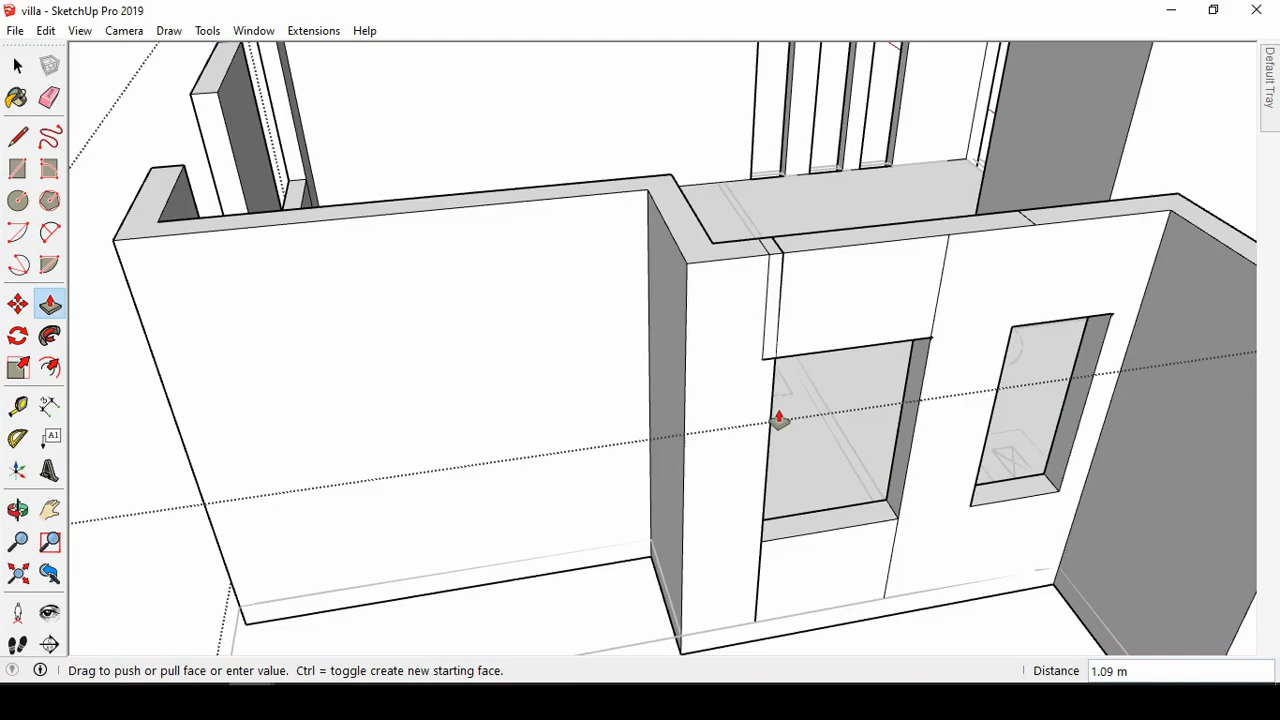 villa - SketchUp Pro 2019
File Edit View Camera Draw Tools Window Extensions Help
Default Tray
A1
Drag to push or pull face or enter value. Ctrl = toggle create new starting face.
Distance 1.09 m